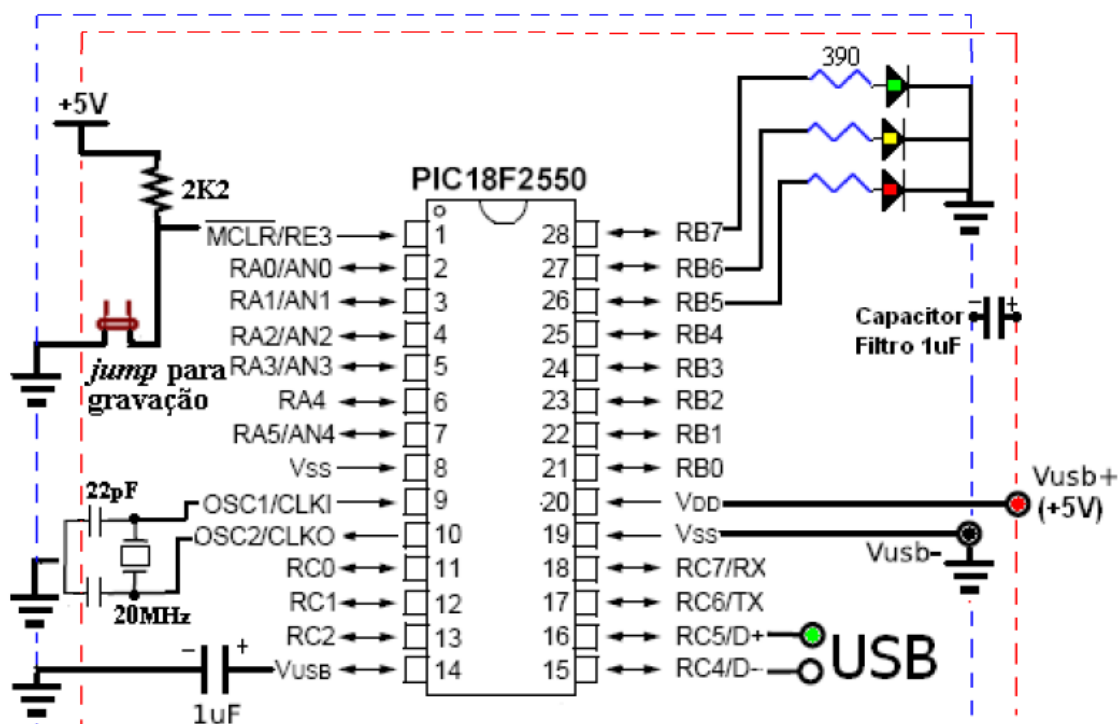 390
+5V
2K2
PIC18F2550
MCLR/RE3 1 28 RB7
RA0/AN0 2 27 RB6
RA1/AN1 3 26 RB5
RA2/AN2 4 25 RB4
RA3/AN3 5 24 RB3
RA4 6 23 RB2
RA5/AN4 7 22 RB1
Vss 8 21 RB0
OSC1/CLKI 9 20 VDD
OSC2/CLKO 10 19 Vss
RC0 11 18 RC7/RX
RC1 12 17 RC6/TX
RC2 13 16 RC5/D+
VUSB 14 15 RC4/D-
jump para
gravação
22pF
20MHz
- +
1uF
- +
Capacitor
Filtro 1uF
Vusb+
(+5V)
Vusb-
USB